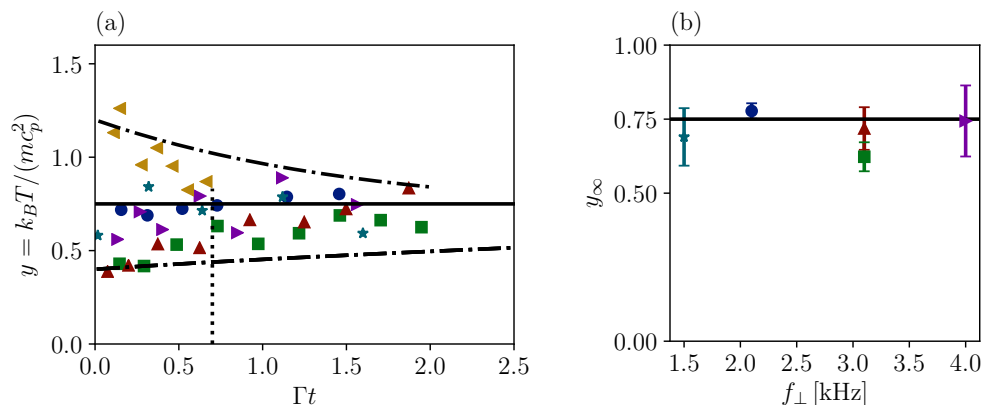 (a)
1.5
1.0
0.5
0.0
y = k_BT/(mc_p^2)
0.0 0.5 1.0 1.5 2.0 2.5
Γt
(b)
1.00
0.75
0.50
0.00
y_∞
1.5 2.0 2.5 3.0 3.5 4.0
f_⊥ [kHz]